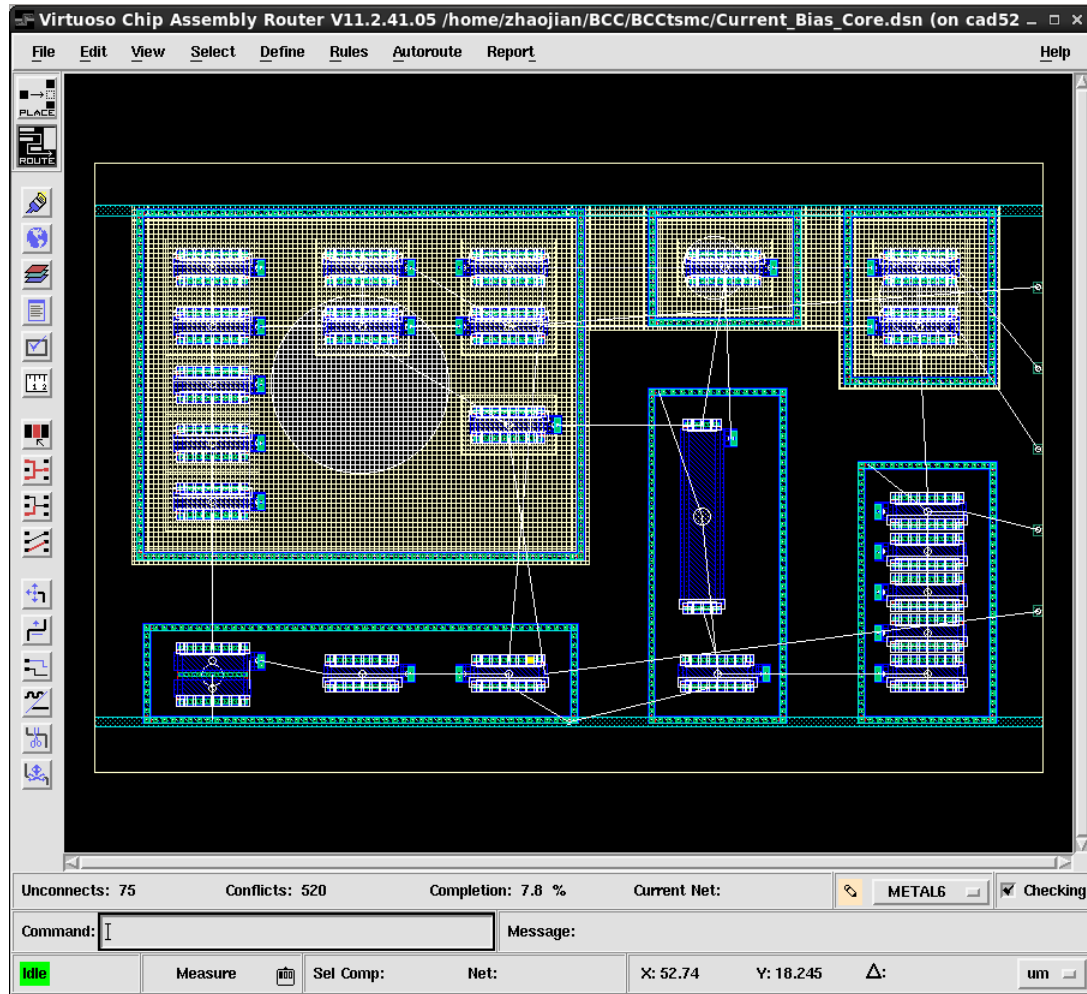 Virtuoso Chip Assembly Router V11.2.41.05 /home/zhaojian/BCC/BCCtsmc/Current_Bias_Core.dsn (on cad52
File Edit View Select Define Rules Autoroute Report Help
PLACE
ROUTE
Unconnects: 75 Conflicts: 520 Completion: 7.8 % Current Net: METAL6 Checking
Command: Message:
Idle Measure Sel Comp: Net: X: 52.74 Y: 18.245 Δ: um